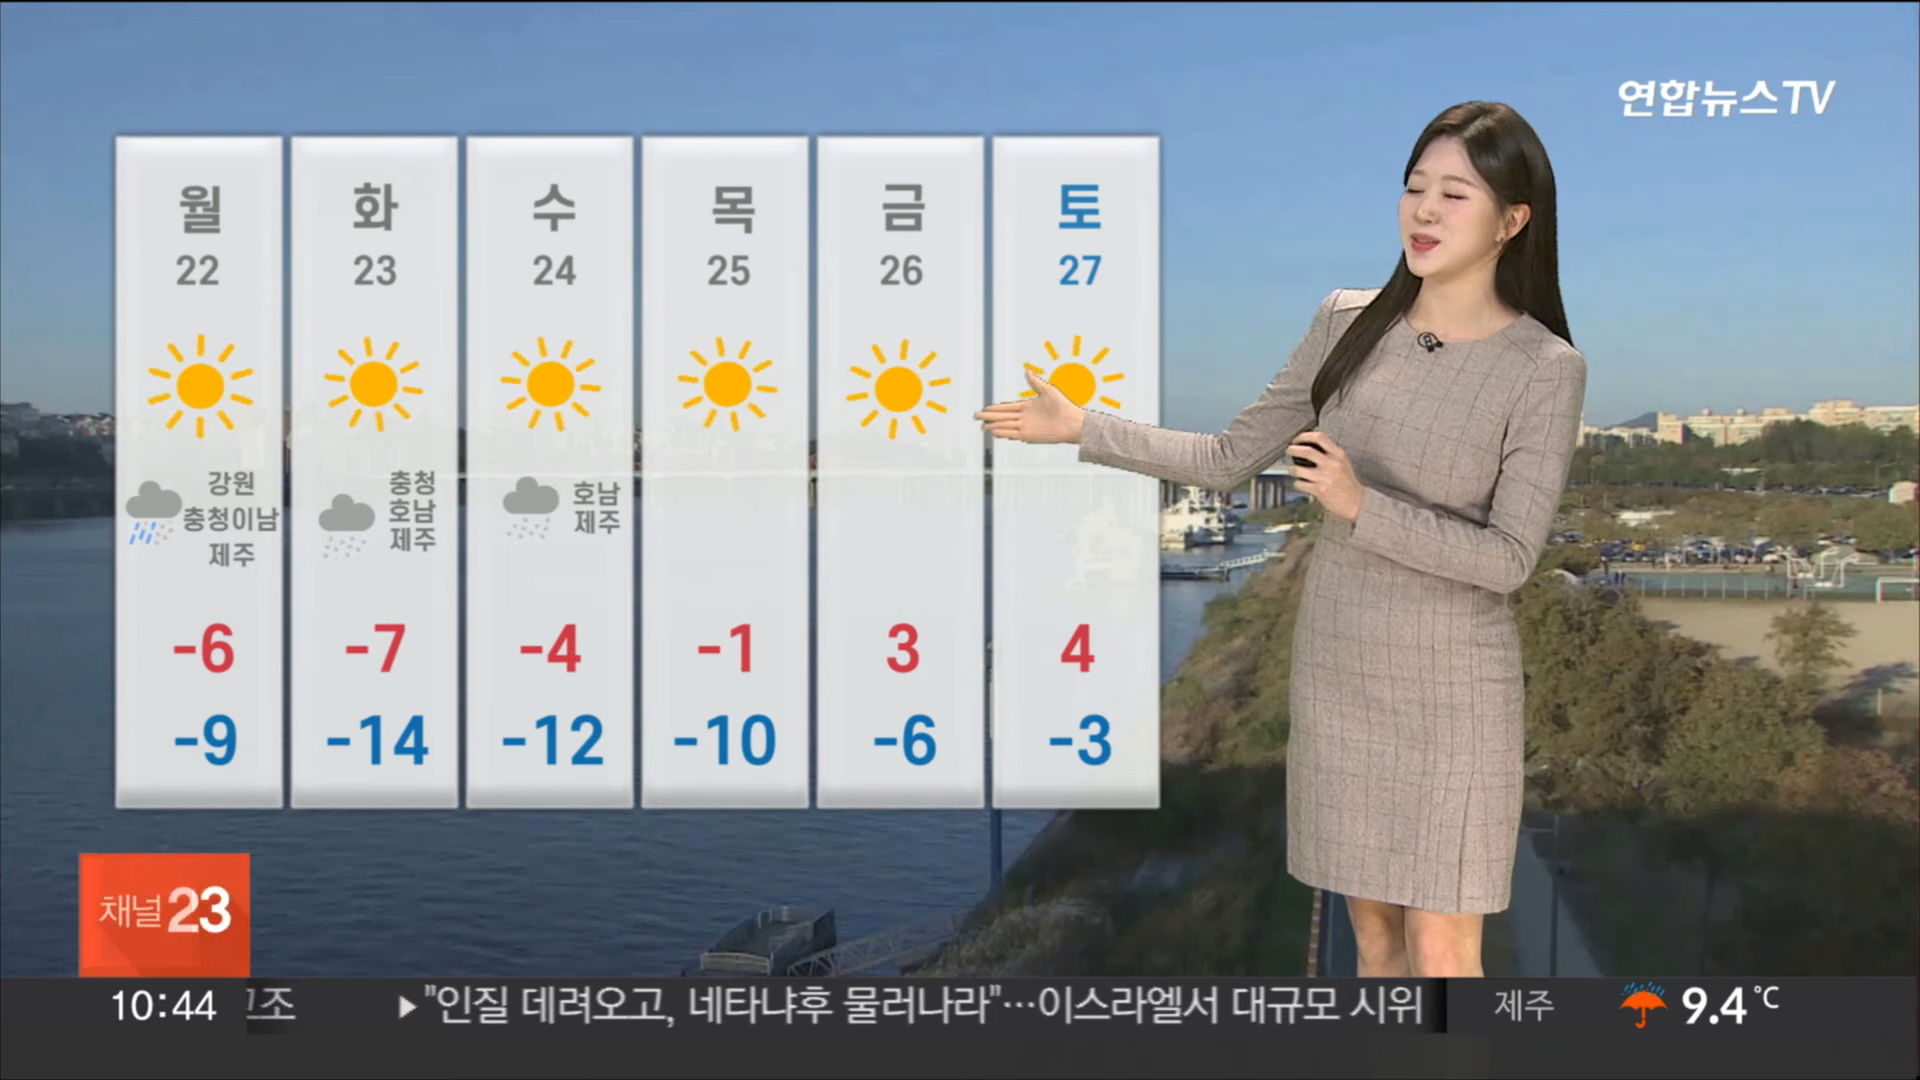 연합뉴스TV
월 화 수 목 금 토
22 23 24 25 26 27
강원
충청이남
제주
충청
호남
제주
호남
제주
-6 -7 -4 -1 3 4
-9 -14 -12 -10 -6 -3
채널 23
10:44 조 ▶"인질 데려오고, 네타냐후 물러나라"…이스라엘서 대규모 시위 제주 9.4℃